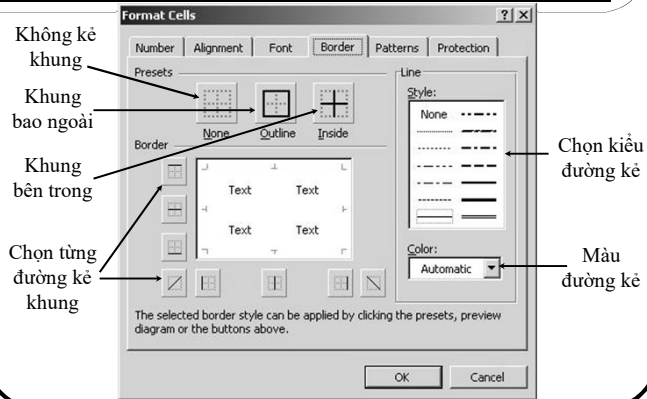 Format Cells
Number Alignment Font Border Patterns Protection
Không kẻ
khung
Khung
bao ngoài
Khung
bên trong
Chọn từng
đường kẻ
khung
Presets
None Outline Inside
Border
Text Text
Text Text
Line
Style:
None
Color:
Automatic
Chọn kiểu
đường kẻ
Màu
đường kẻ
The selected border style can be applied by clicking the presets, preview
diagram or the buttons above.
OK Cancel